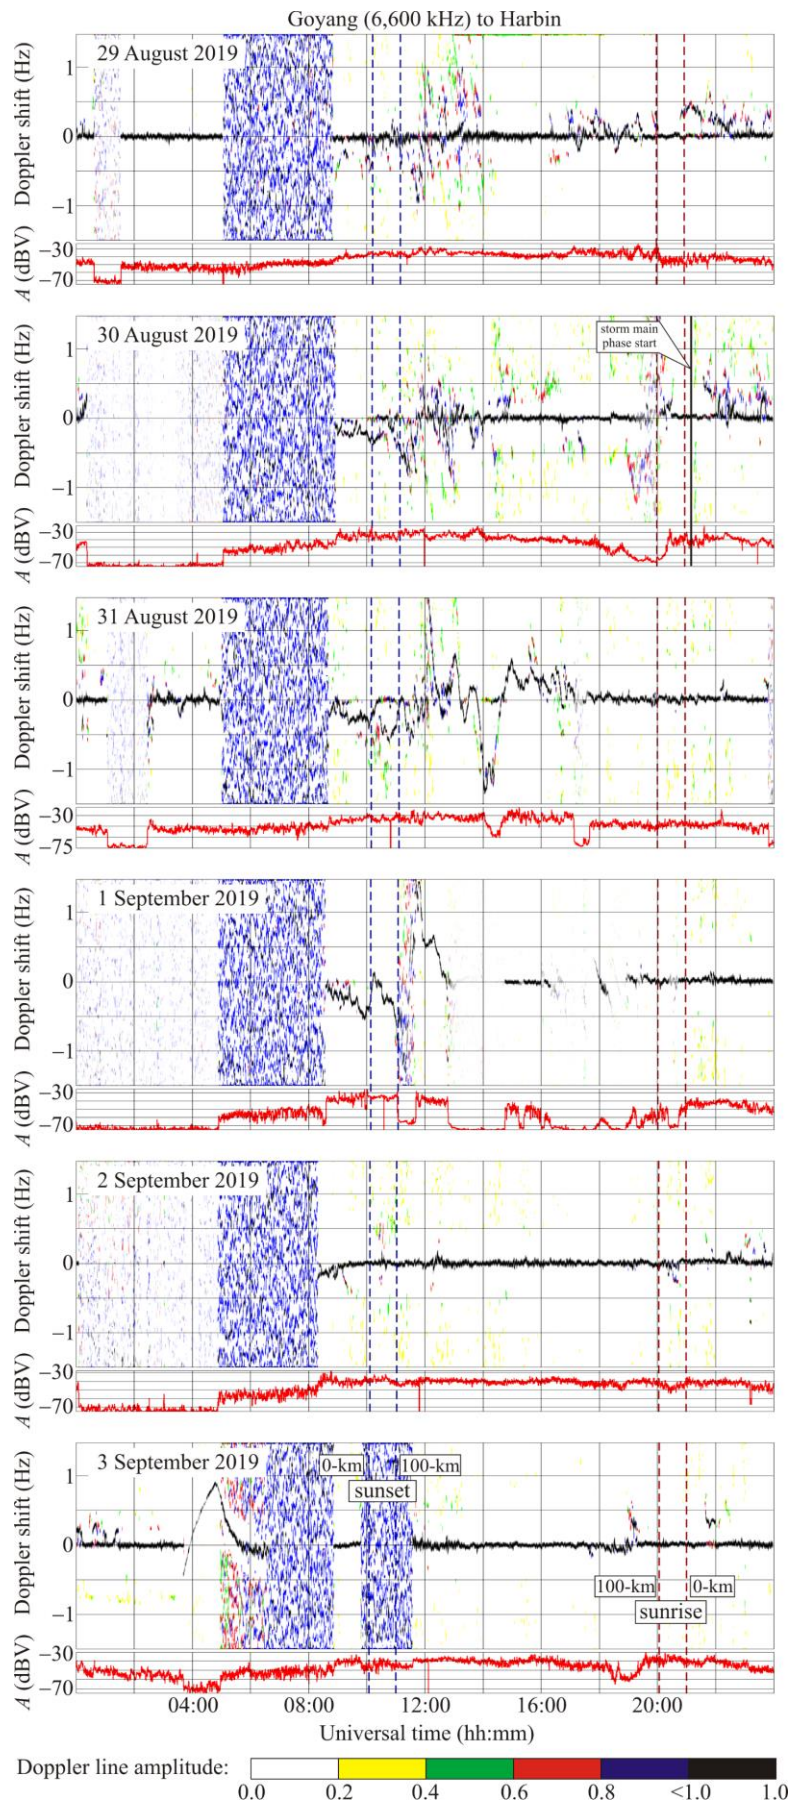 Goyang (6,600 kHz) to Harbin
29 August 2019
Doppler shift (Hz)
1
0
−1
A (dBV)
−30
−70
30 August 2019
storm main
phase start
Doppler shift (Hz)
1
0
−1
A (dBV)
−30
−70
31 August 2019
Doppler shift (Hz)
1
0
−1
A (dBV)
−30
−75
1 September 2019
Doppler shift (Hz)
1
0
−1
A (dBV)
−30
−70
2 September 2019
Doppler shift (Hz)
1
0
−1
A (dBV)
−30
−70
3 September 2019
0-km 100-km
sunset
Doppler shift (Hz)
1
0
−1
100-km 0-km
sunrise
A (dBV)
−30
−70
04:00 08:00 12:00 16:00 20:00
Universal time (hh:mm)
Doppler line amplitude:
0.0 0.2 0.4 0.6 0.8 <1.0 1.0